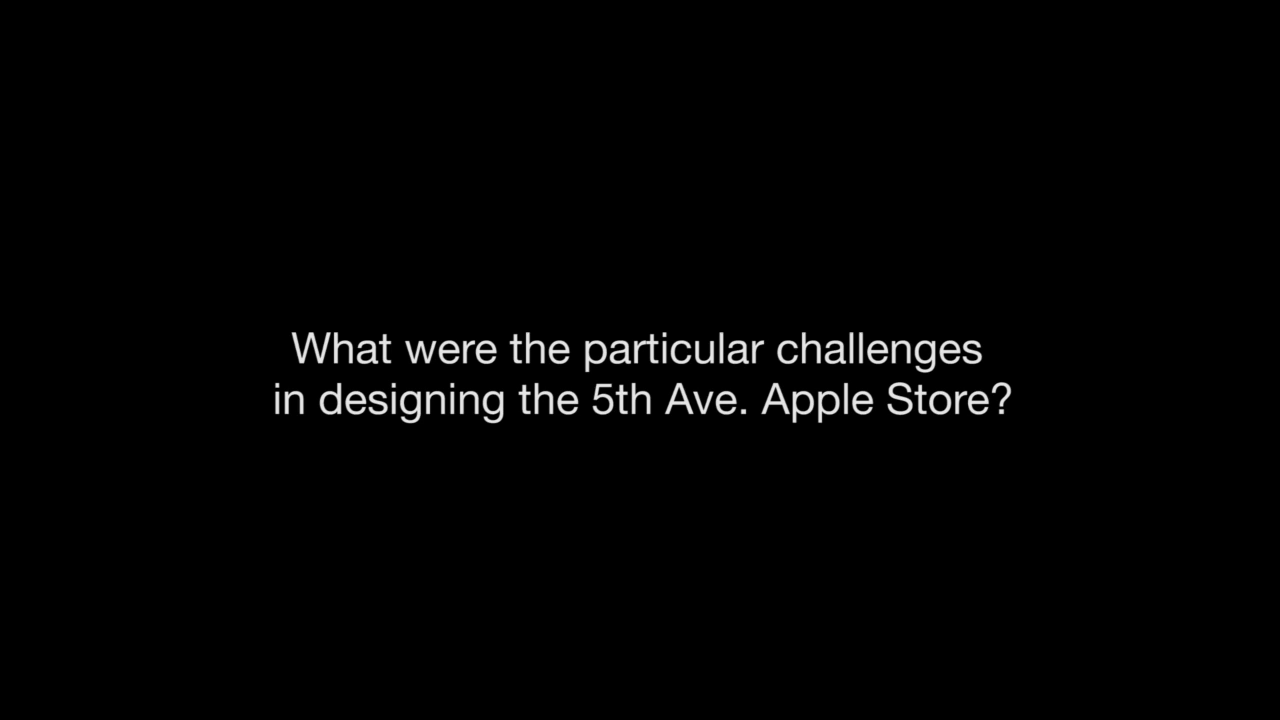 What were the particular challenges
in designing the 5th Ave. Apple Store?